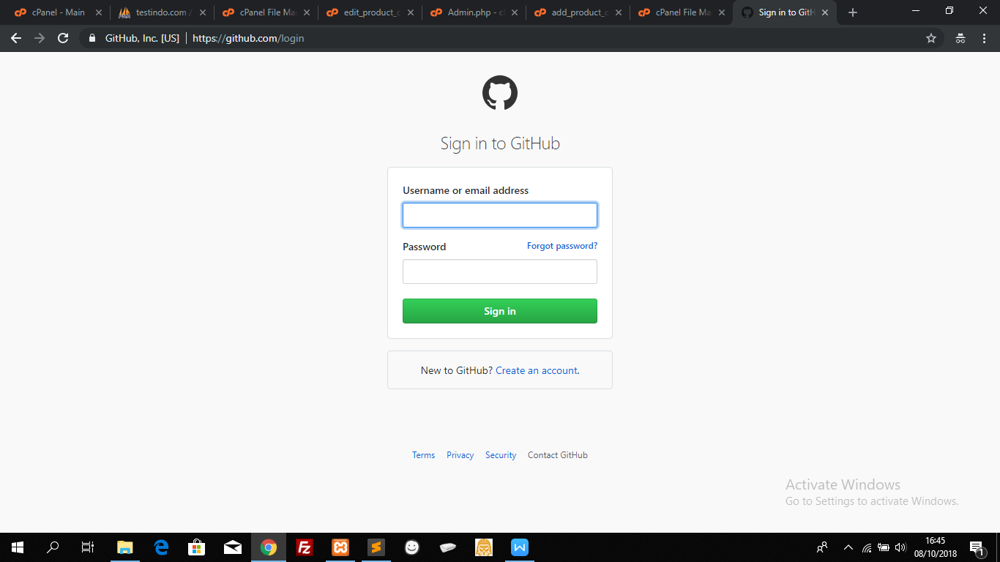 cPanel - Main
testindo.com /
cPanel File Ma
edit_product_c
Admin.php - c
add_product_c
cPanel File Ma
Sign in to GitH
GitHub, Inc. [US] https://github.com/login
Sign in to GitHub
Username or email address
Password
Forgot password?
Sign in
New to GitHub? Create an account.
Terms Privacy Security Contact GitHub
Activate Windows
Go to Settings to activate Windows.
16:45
08/10/2018
1